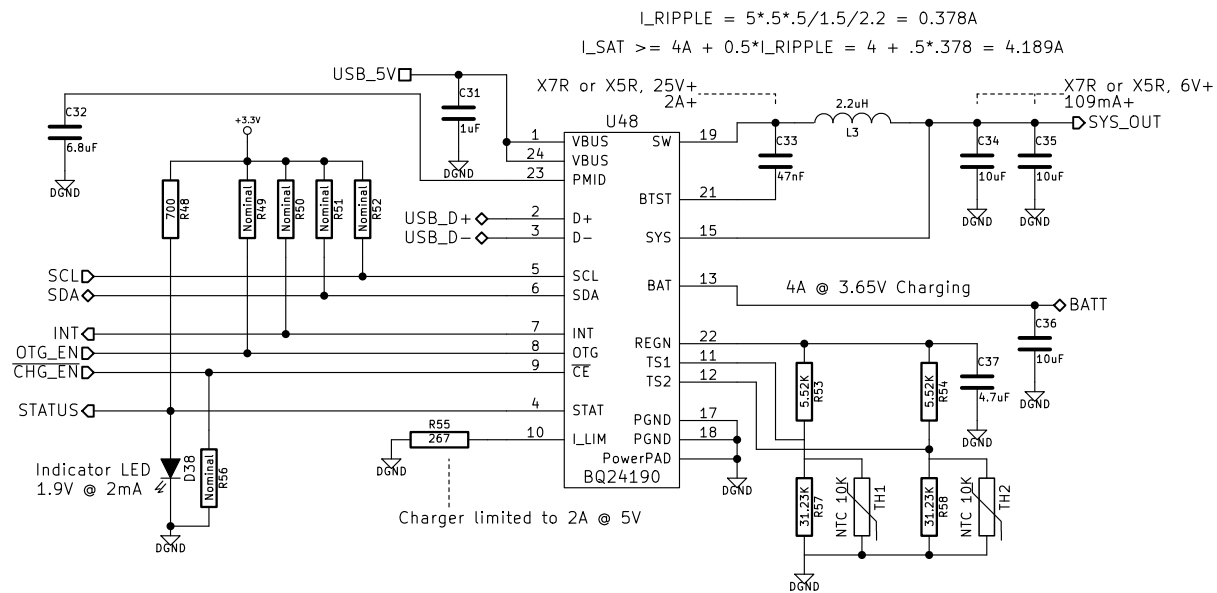 I_RIPPLE = 5*.5*.5/1.5/2.2 = 0.378A
I_SAT >= 4A + 0.5*I_RIPPLE = 4 + .5*.378 = 4.189A
USB_5V
C31
1uF
C32
6.8uF
DGND
DGND
+3.3V
X7R or X5R, 25V+
2A+
2.2uH
L3
X7R or X5R, 6V+
109mA+
SYS_OUT
C33
47nF
C34
10uF
DGND
C35
10uF
DGND
U48
1 VBUS
24 VBUS
23 PMID
2 D+
3 D-
5 SCL
6 SDA
7 INT
8 OTG
9 CE
4 STAT
10 I_LIM
SW 19
BTST 21
SYS 15
BAT 13
REGN 22
TS1 11
TS2 12
PGND 17
PGND 18
PowerPAD
BQ24190
DGND
700
R48
Nominal
R49
Nominal
R50
Nominal
R51
Nominal
R52
USB_D+
USB_D-
SCL
SDA
INT
OTG_EN
CHG_EN
STATUS
4A @ 3.65V Charging
BATT
C36
10uF
DGND
5.52K
R53
5.52K
R54
C37
4.7uF
DGND
R55
267
DGND
Charger limited to 2A @ 5V
Indicator LED
1.9V @ 2mA
D38
Nominal
R56
DGND
31.23K
R57
NTC 10K
TH1
31.23K
R58
NTC 10K
TH2
DGND